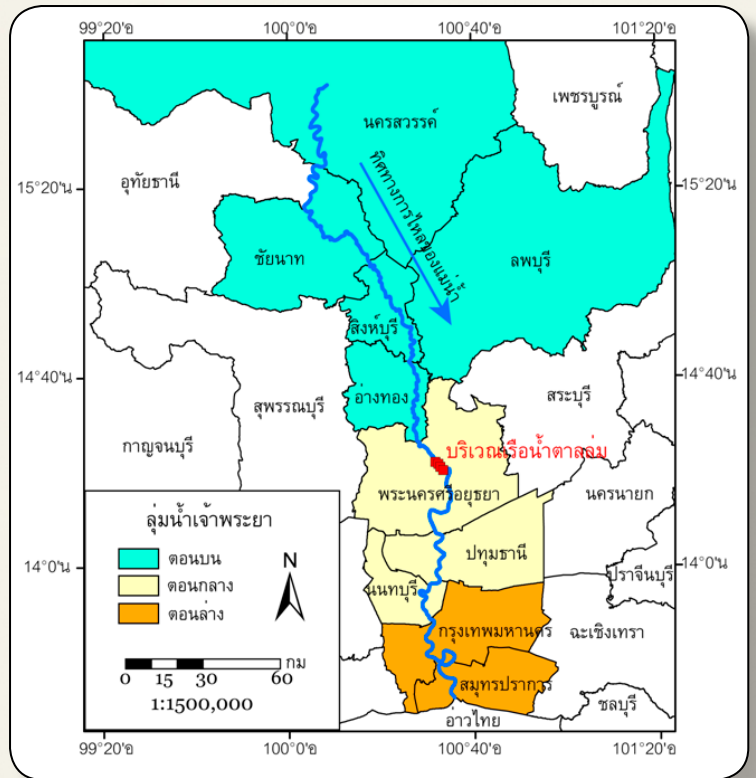 99°20'อ 100°0'อ 100°40'อ 101°20'อ
เพชรบูรณ์
นครสวรรค์
ทิศทางการไหลของแม่น้ำ
อุทัยธานี
15°20'น 15°20'น
ชัยนาท
ลพบุรี
สิงห์บุรี
14°40'น 14°40'น
อ่างทอง
สระบุรี
สุพรรณบุรี
กาญจนบุรี
บริเวณเรือน้ำตาลล่ม
พระนครศรีอยุธยา
นครนายก
ลุ่มน้ำเจ้าพระยา
ตอนบน
ตอนกลาง
ตอนล่าง
N
0 15 30 60 กม
1:1500,000
ปทุมธานี
14°0'น 14°0'น
ปราจีนบุรี
นนทบุรี
กรุงเทพมหานคร
ฉะเชิงเทรา
สมุทรปราการ
ชลบุรี
อ่าวไทย
99°20'อ 100°0'อ 100°40'อ 101°20'อ